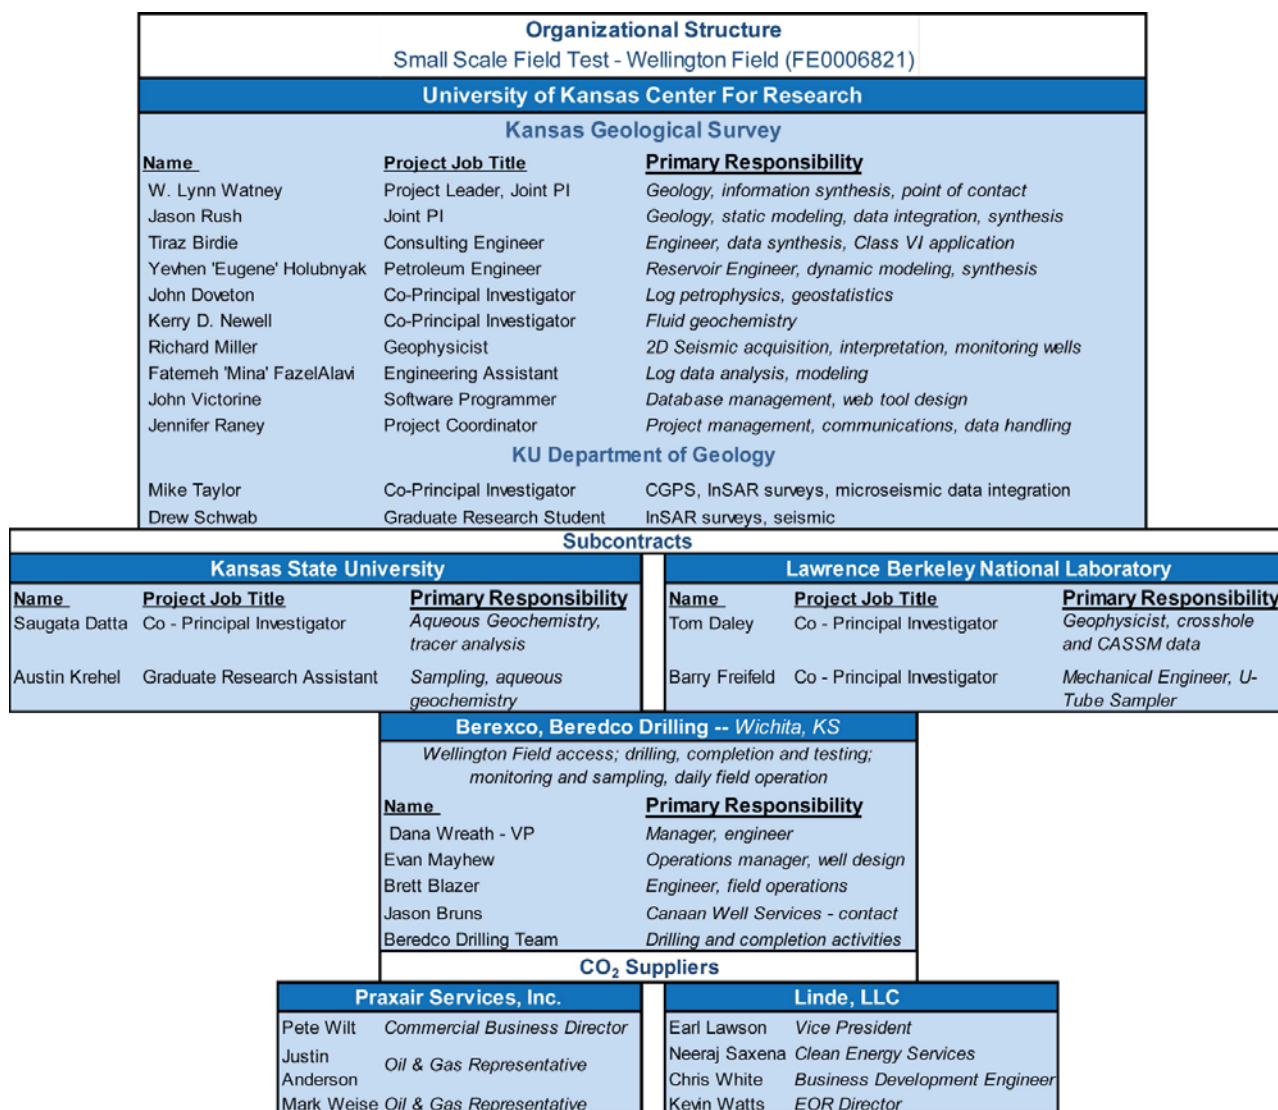 Organizational Structure
Small Scale Field Test - Wellington Field (FE0006821)
University of Kansas Center For Research
Kansas Geological Survey
Name Project Job Title Primary Responsibility
W. Lynn Watney Project Leader, Joint PI Geology, information synthesis, point of contact
Jason Rush Joint PI Geology, static modeling, data integration, synthesis
Tiraz Birdie Consulting Engineer Engineer, data synthesis, Class VI application
Yevhen 'Eugene' Holubnyak Petroleum Engineer Reservoir Engineer, dynamic modeling, synthesis
John Doveton Co-Principal Investigator Log petrophysics, geostatistics
Kerry D. Newell Co-Principal Investigator Fluid geochemistry
Richard Miller Geophysicist 2D Seismic acquisition, interpretation, monitoring wells
Fatemeh 'Mina' FazelAlavi Engineering Assistant Log data analysis, modeling
John Victorine Software Programmer Database management, web tool design
Jennifer Raney Project Coordinator Project management, communications, data handling
KU Department of Geology
Mike Taylor Co-Principal Investigator CGPS, InSAR surveys, microseismic data integration
Drew Schwab Graduate Research Student InSAR surveys, seismic
Subcontracts
Kansas State University
Name Project Job Title Primary Responsibility
Saugata Datta Co - Principal Investigator Aqueous Geochemistry,
tracer analysis
Austin Krehel Graduate Research Assistant Sampling, aqueous
geochemistry
Lawrence Berkeley National Laboratory
Name Project Job Title Primary Responsibility
Tom Daley Co - Principal Investigator Geophysicist, crosshole
and CASSM data
Barry Freifeld Co - Principal Investigator Mechanical Engineer, U-
Tube Sampler
Berexco, Beredco Drilling -- Wichita, KS
Wellington Field access; drilling, completion and testing;
monitoring and sampling, daily field operation
Name Primary Responsibility
Dana Wreath - VP Manager, engineer
Evan Mayhew Operations manager, well design
Brett Blazer Engineer, field operations
Jason Bruns Canaan Well Services - contact
Beredco Drilling Team Drilling and completion activities
CO₂ Suppliers
Praxair Services, Inc.
Pete Wilt Commercial Business Director
Justin
Anderson Oil & Gas Representative
Mark Weise Oil & Gas Representative
Linde, LLC
Earl Lawson Vice President
Neeraj Saxena Clean Energy Services
Chris White Business Development Engineer
Kevin Watts EOR Director